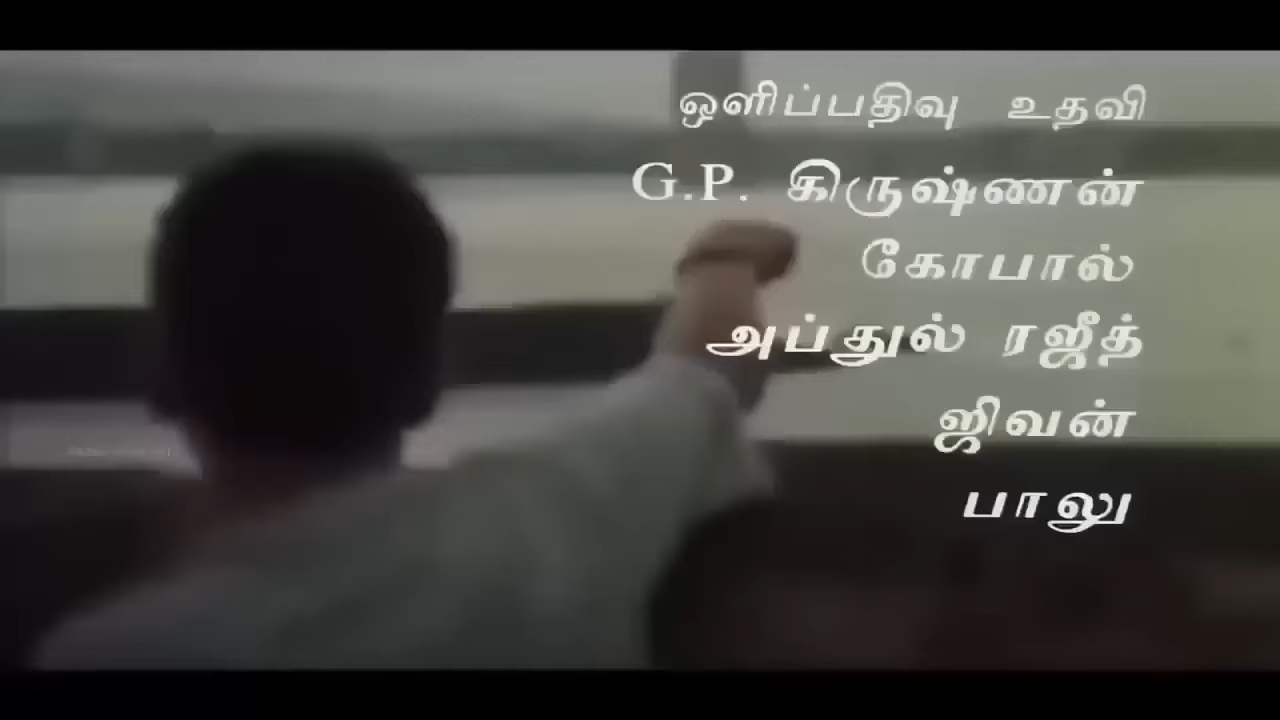 ஒளிப்பதிவு உதவி
G.P. கிருஷ்ணன்
கோபால்
அப்துல் ரஜீத்
ஜிவன்
பாலு